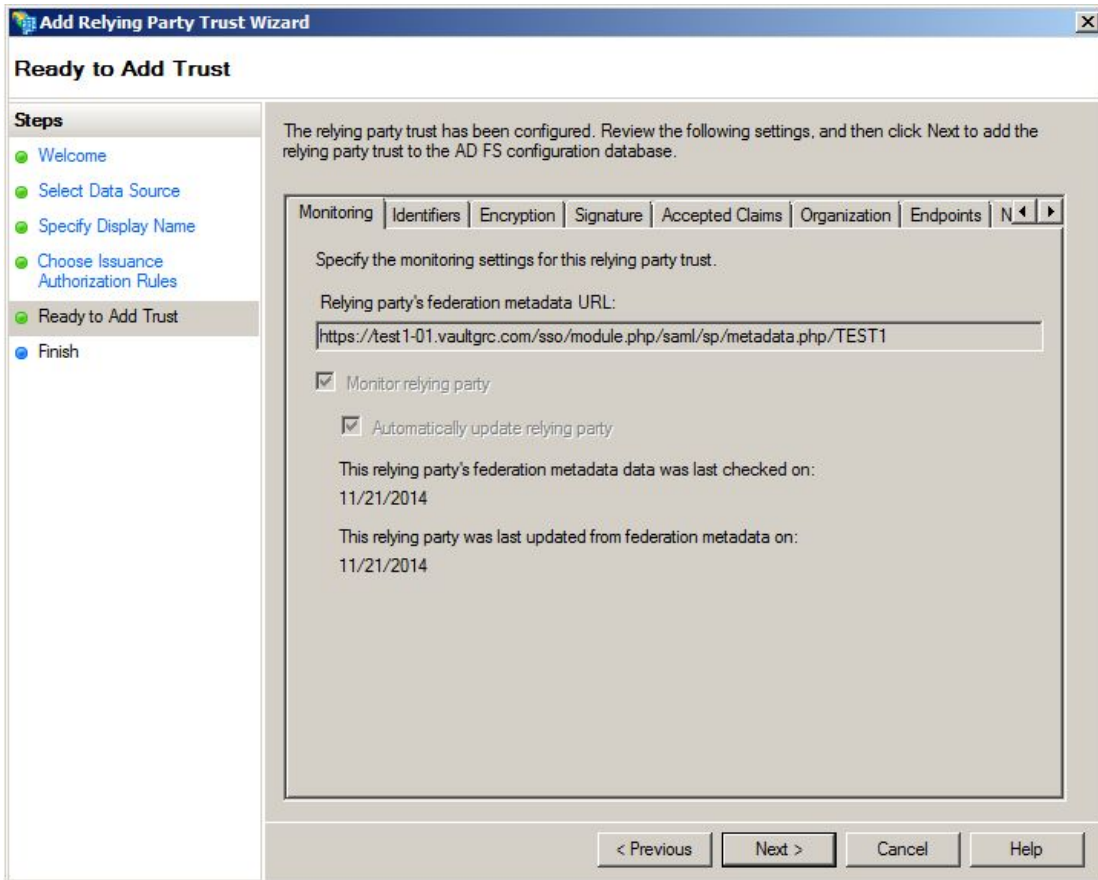 Add Relying Party Trust Wizard
Ready to Add Trust
Steps
Welcome
Select Data Source
Specify Display Name
Choose Issuance
Authorization Rules
Ready to Add Trust
Finish
The relying party trust has been configured. Review the following settings, and then click Next to add the
relying party trust to the AD FS configuration database.
Monitoring Identifiers Encryption Signature Accepted Claims Organization Endpoints N
Specify the monitoring settings for this relying party trust.
Relying party's federation metadata URL:
https://test1-01.vaultgrc.com/sso/module.php/saml/sp/metadata.php/TEST1
Monitor relying party
Automatically update relying party
This relying party's federation metadata data was last checked on:
11/21/2014
This relying party was last updated from federation metadata on:
11/21/2014
< Previous Next > Cancel Help